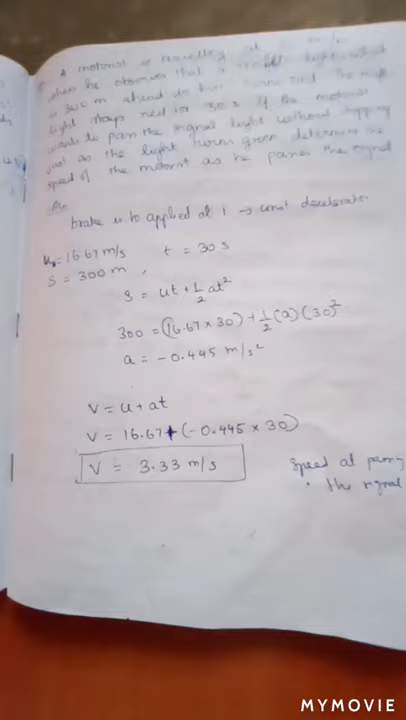 A motorist is travelling at
when he observes that a traffic light
is 300 m ahead to him turns red. The traffic
light stays red for 30 s. If the motorist
wants to pass the signal light without stopping
just as the light turns green determine the
speed of the motorist as he passes the signal
brake is to applied at 1 → const deceleration
u = 16.67 m/s t = 30 s
S = 300 m
S = ut + 1/2 at²
300 = (16.67 x 30) + 1/2 (a) (30)²
a = - 0.445 m/s²
V = u + at
V = 16.67 + (- 0.445 x 30)
V = 3.33 m/s
speed at passing
the signal
MYMOVIE